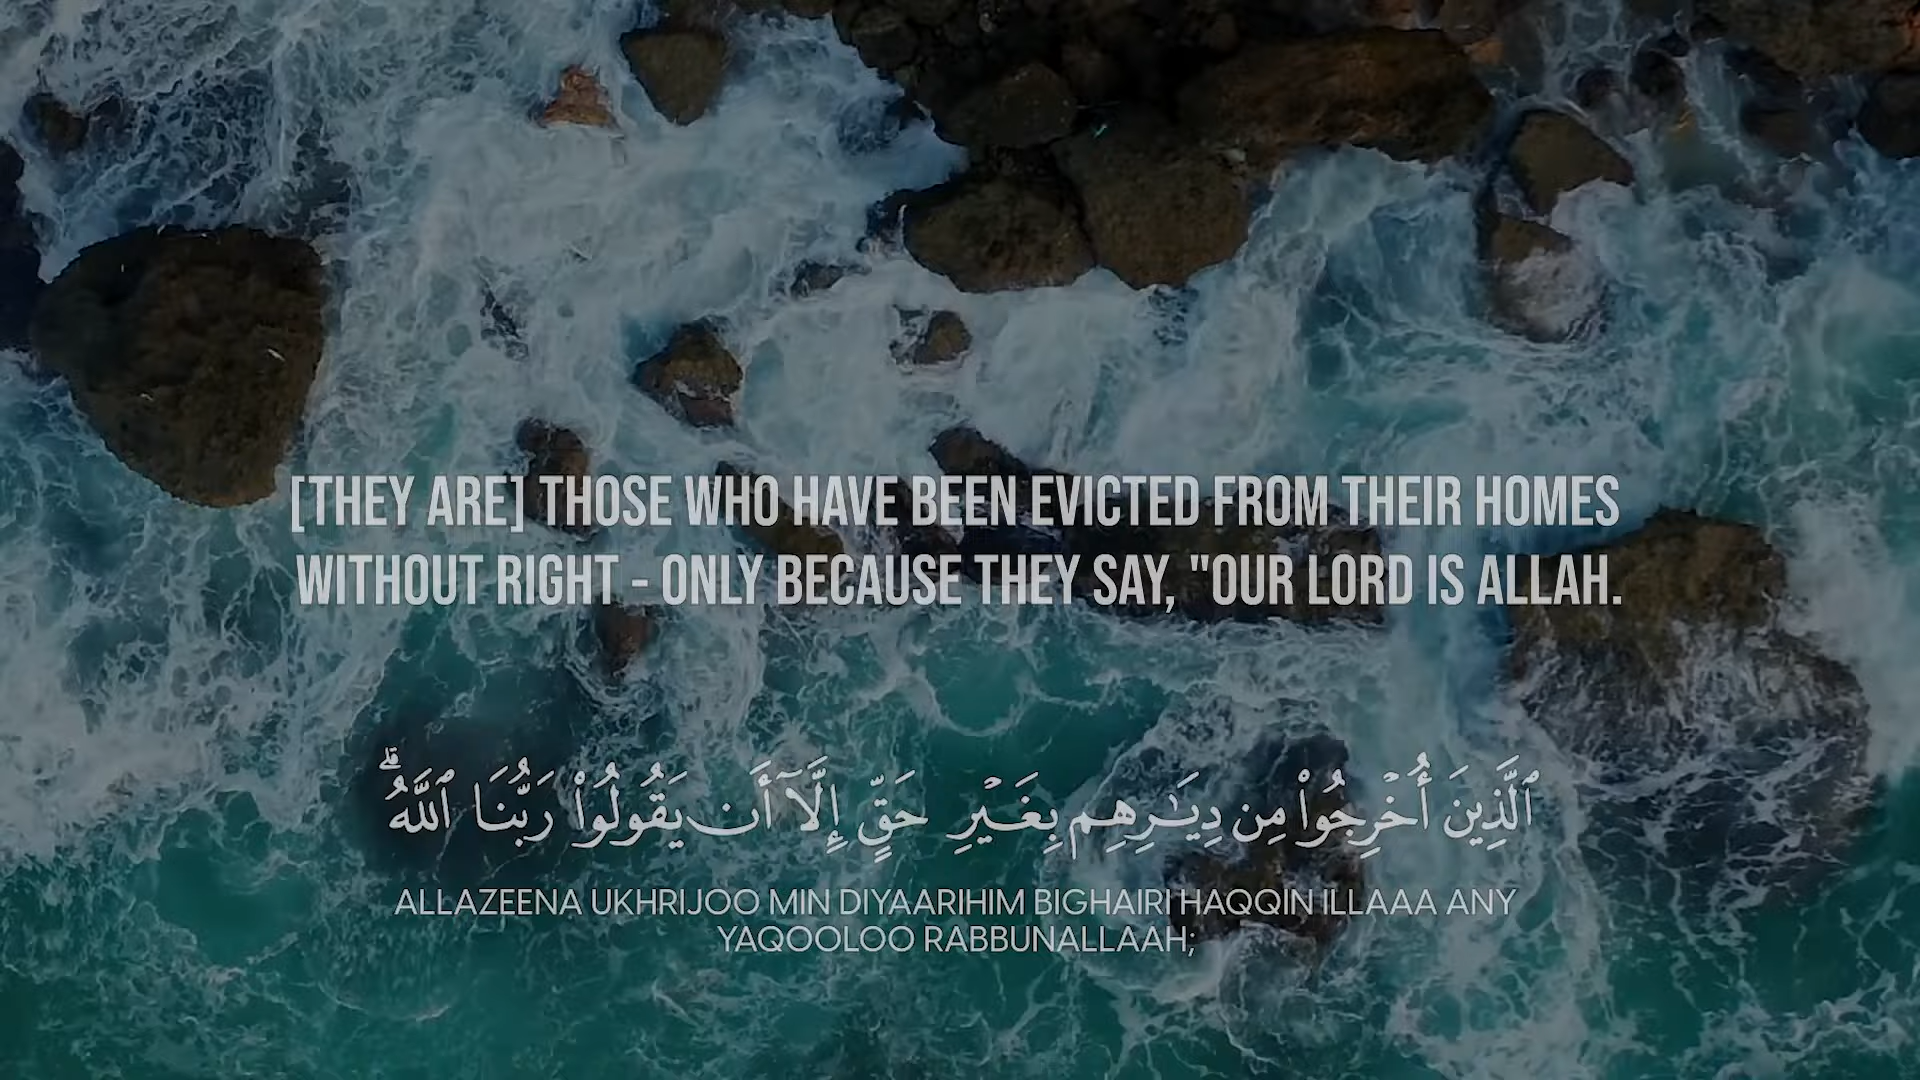 [THEY ARE] THOSE WHO HAVE BEEN EVICTED FROM THEIR HOMES
WITHOUT RIGHT - ONLY BECAUSE THEY SAY, "OUR LORD IS ALLAH.
ٱلَّذِينَ أُخْرِجُوا۟ مِن دِيَـٰرِهِم بِغَيْرِ حَقٍّ إِلَّآ أَن يَقُولُوا۟ رَبُّنَا ٱللَّهُ ۗ
ALLAZEENA UKHRIJOO MIN DIYAARIHIM BIGHAIRI HAQQIN ILLAAA ANY
YAQOOLOO RABBUNALLAAH;